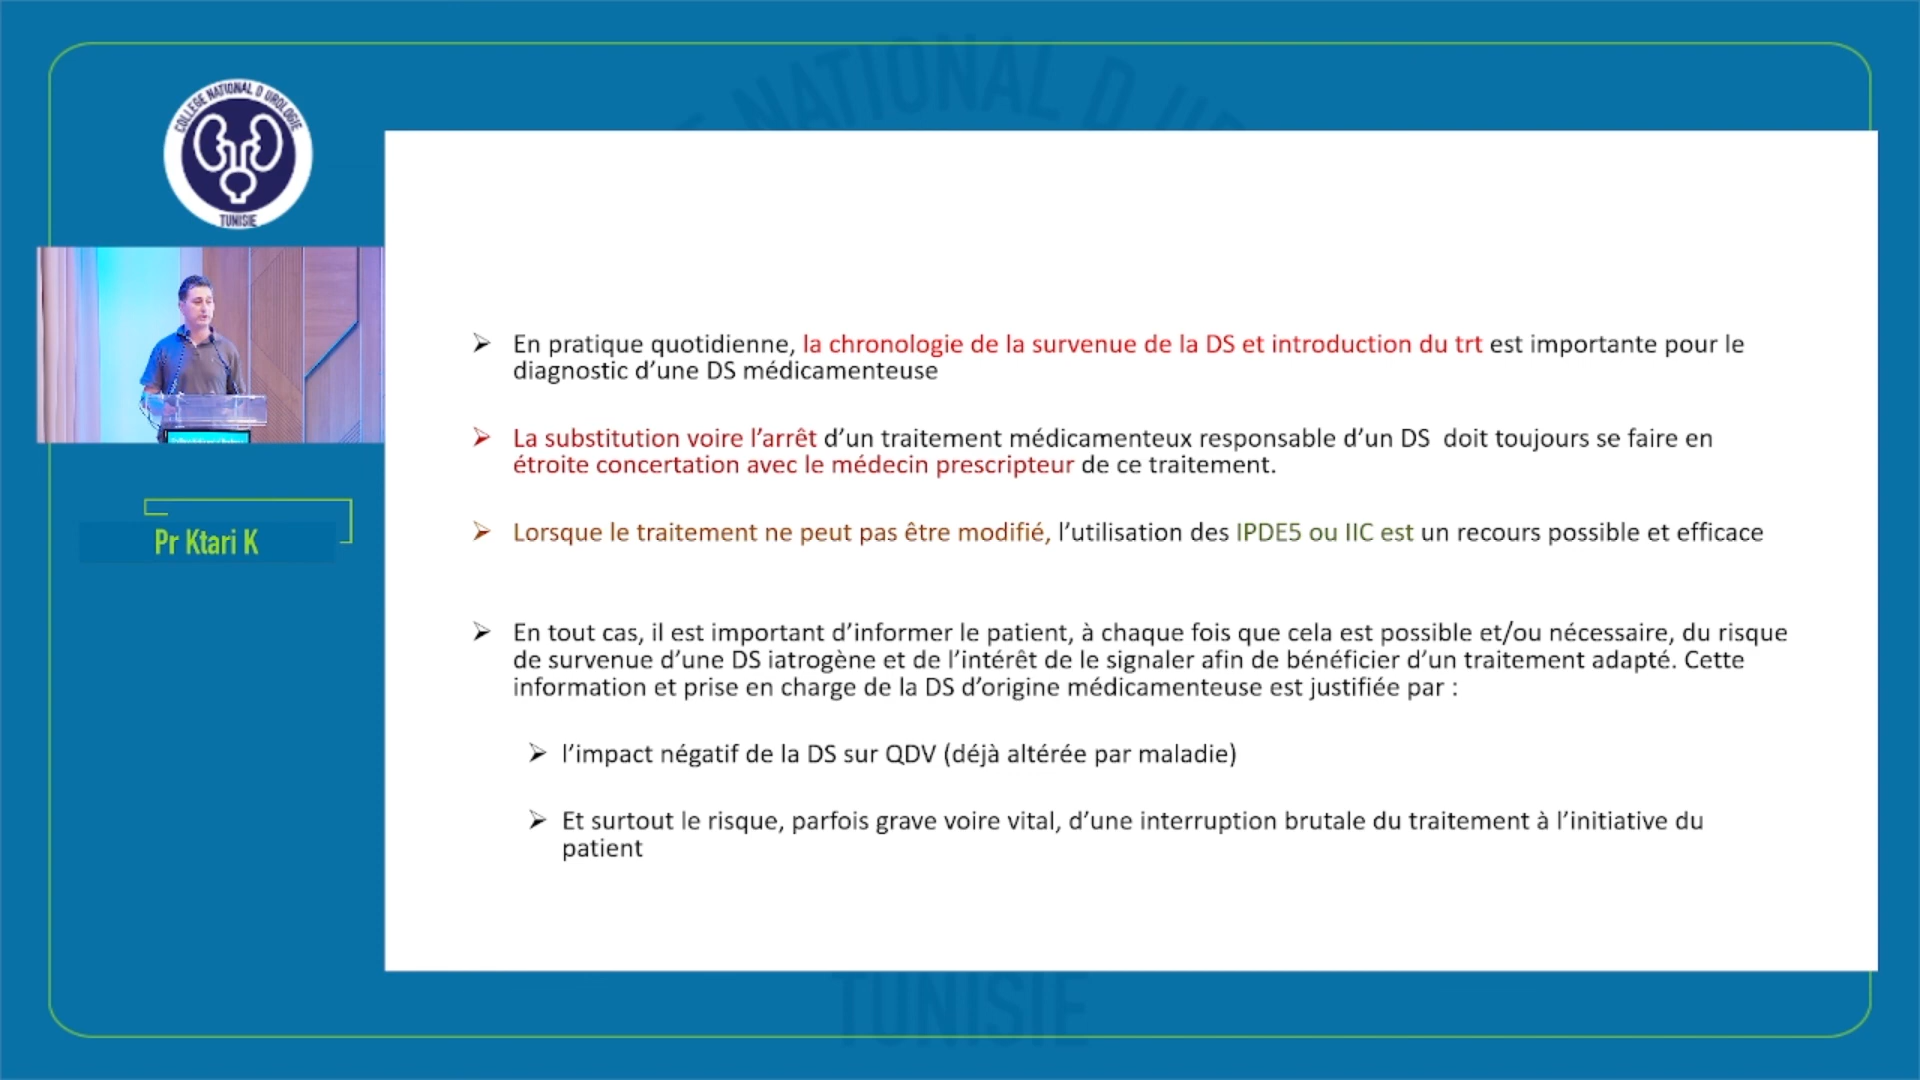 NATIONAL D
COLLEGE NATIONAL D UROLOGIE
TUNISIE
Pr Ktari K
➢ En pratique quotidienne, la chronologie de la survenue de la DS et introduction du trt est importante pour le
diagnostic d’une DS médicamenteuse
➢ La substitution voire l’arrêt d’un traitement médicamenteux responsable d’un DS doit toujours se faire en
étroite concertation avec le médecin prescripteur de ce traitement.
➢ Lorsque le traitement ne peut pas être modifié, l’utilisation des IPDE5 ou IIC est un recours possible et efficace
➢ En tout cas, il est important d’informer le patient, à chaque fois que cela est possible et/ou nécessaire, du risque
de survenue d’une DS iatrogène et de l’intérêt de le signaler afin de bénéficier d’un traitement adapté. Cette
information et prise en charge de la DS d’origine médicamenteuse est justifiée par :
➢ l’impact négatif de la DS sur QDV (déjà altérée par maladie)
➢ Et surtout le risque, parfois grave voire vital, d’une interruption brutale du traitement à l’initiative du
patient
TUNISIE